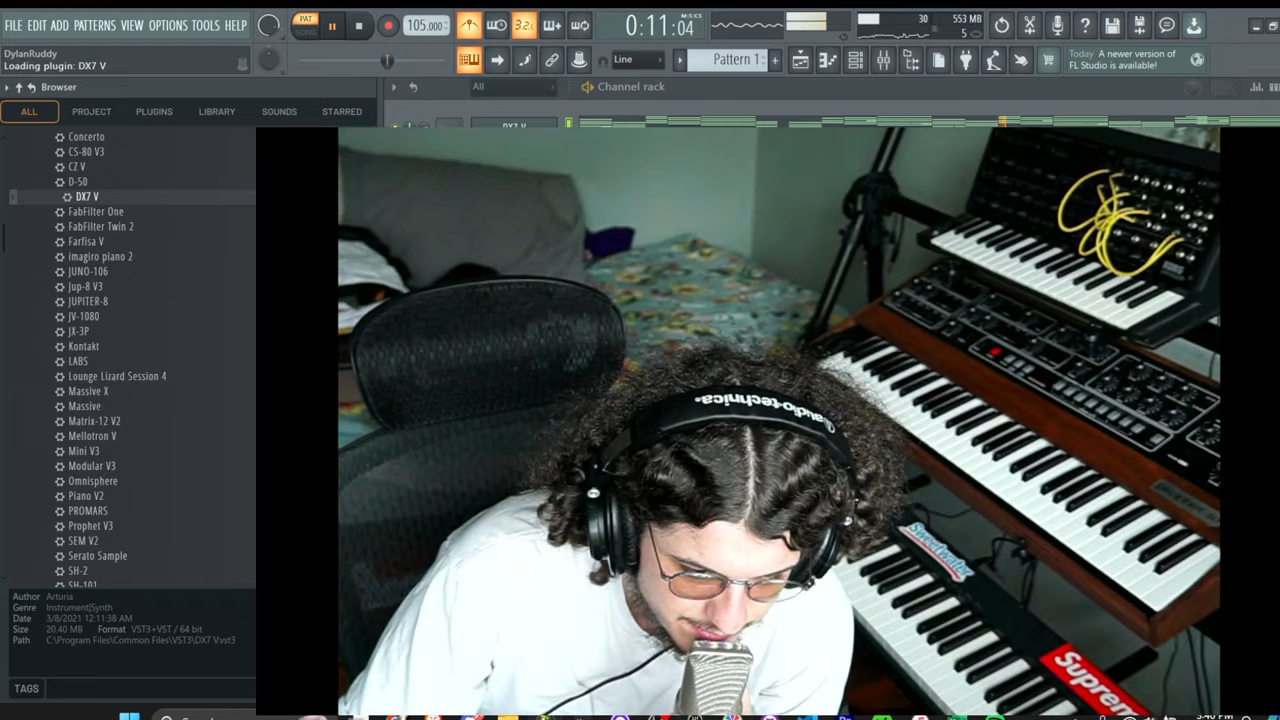 FILE EDIT ADD PATTERNS VIEW OPTIONS TOOLS HELP
PAT
SONG
105.000
3.2.
0:11:04
M:S:CS
30
553 MB
5
DylanRuddy
Loading plugin: DX7 V
Line
Pattern 1
Today
A newer version of
FL Studio is available!
Browser
All
Channel rack
ALL
PROJECT
PLUGINS
LIBRARY
SOUNDS
STARRED
DX7 V
Concerto
CS-80 V3
CZ V
D-50
DX7 V
FabFilter One
FabFilter Twin 2
Farfisa V
imagiro piano 2
JUNO-106
Jup-8 V3
JUPITER-8
JV-1080
JX-3P
Kontakt
LABS
Lounge Lizard Session 4
Massive X
Massive
Matrix-12 V2
Mellotron V
Mini V3
Modular V3
Omnisphere
Piano V2
PROMARS
Prophet V3
SEM V2
Serato Sample
SH-2
SH-101
Author Arturia
Genre Instrument|Synth
Date 3/8/2021 12:11:38 AM
Size 20.40 MB Format VST3+VST / 64 bit
Path C:\Program Files\Common Files\VST3\DX7 V.vst3
TAGS
audio-technica.
Sweetwater
Suprem